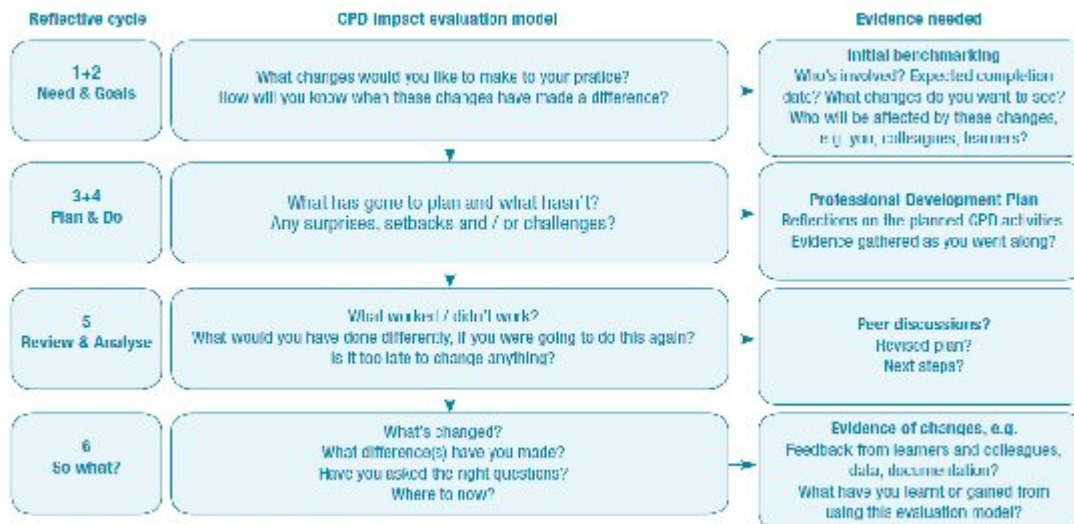 Reflective cycle
CPD impact evaluation model
Evidence needed
1+2
Need & Goals
What changes would you like to make to your pratice?
How will you know when these changes have made a difference?
Initial benchmarking
Who's involved? Expected completion
date? What changes do you want to see?
Who will be affected by these changes,
e.g. you, colleagues, learners?
3+4
Plan & Do
What has gone to plan and what hasn't?
Any surprises, setbacks and / or challenges?
Professional Development Plan
Reflections on the planned CPD activities
Evidence gathered as you went along?
5
Review & Analyse
What worked / didn't work?
What would you have done differently, if you were going to do this again?
Is it too late to change anything?
Peer discussions?
Revised plan?
Next steps?
6
So what?
What's changed?
What difference(s) have you made?
Have you asked the right questions?
Where to now?
Evidence of changes, e.g.
Feedback from learners and colleagues,
data, documentation?
What have you learnt or gained from
using this evaluation model?